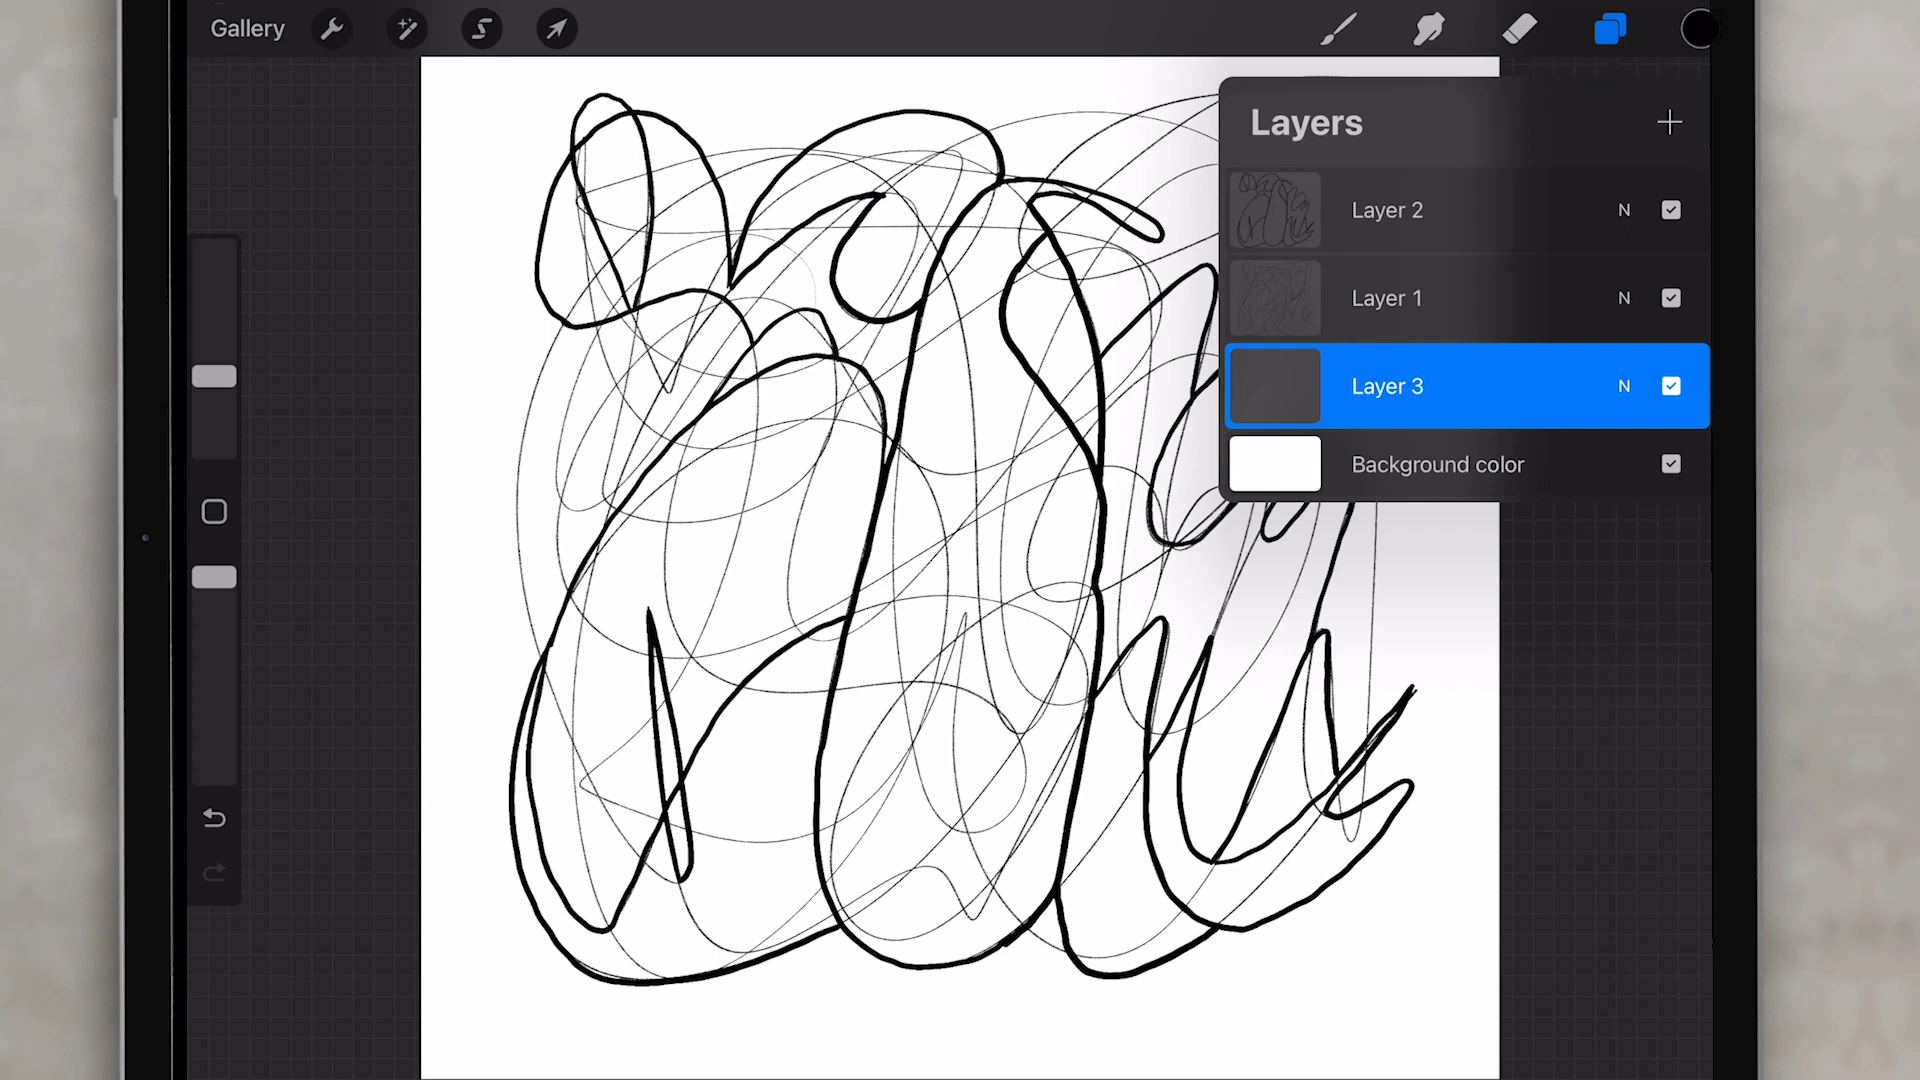 Gallery
Layers
Layer 2 N
Layer 1 N
Layer 3 N
Background color